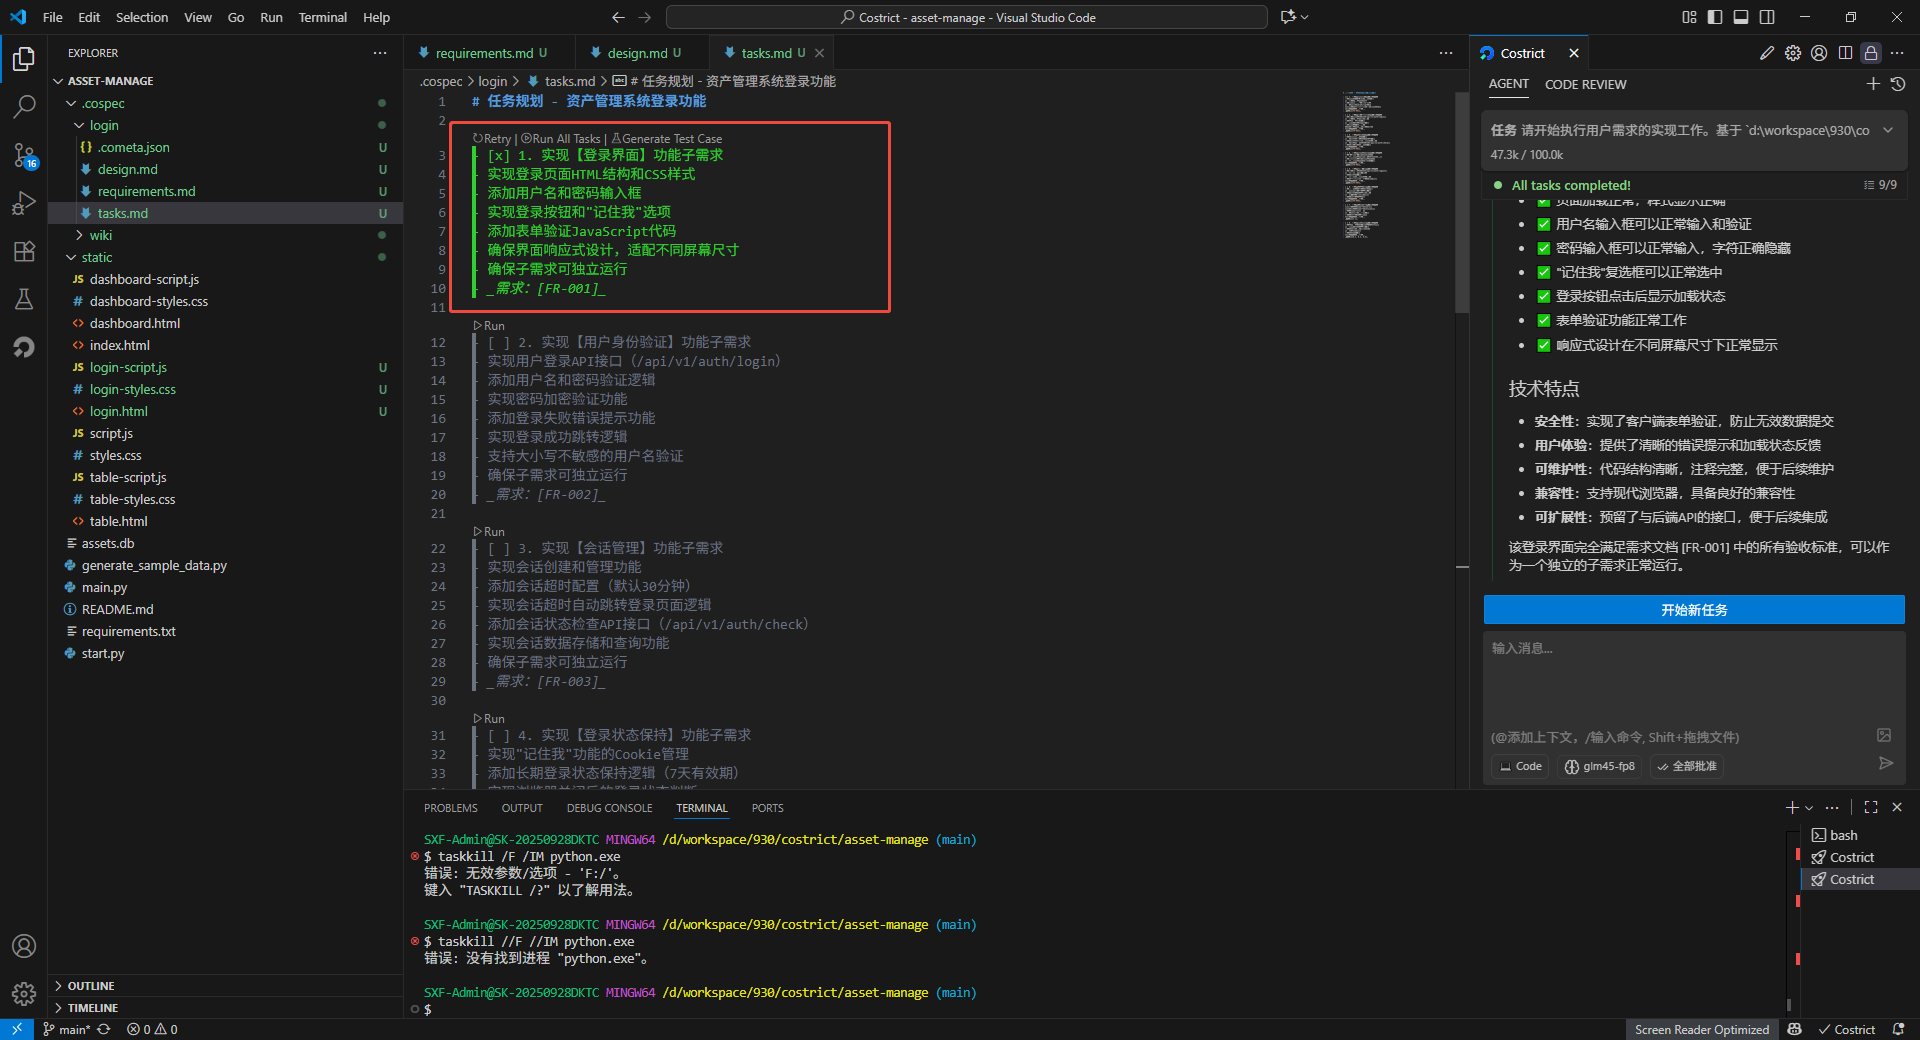 File Edit Selection View Go Run Terminal Help
Costrict - asset-manage - Visual Studio Code
EXPLORER
ASSET-MANAGE
.cospec
login
{} .cometa.json U
design.md U
requirements.md U
tasks.md U
wiki
static
JS dashboard-script.js
# dashboard-styles.css
<> dashboard.html
<> index.html
JS login-script.js U
# login-styles.css U
<> login.html U
JS script.js
# styles.css
JS table-script.js
# table-styles.css
<> table.html
assets.db
generate_sample_data.py
main.py
README.md
requirements.txt
start.py
OUTLINE
TIMELINE
16
requirements.md U design.md U tasks.md U
.cospec > login > tasks.md > # 任务规划 - 资产管理系统登录功能
1 # 任务规划 - 资产管理系统登录功能
2
Retry | Run All Tasks | Generate Test Case
3 - [x] 1. 实现【登录界面】功能子需求
4 - 实现登录页面HTML结构和CSS样式
5 - 添加用户名和密码输入框
6 - 实现登录按钮和"记住我"选项
7 - 添加表单验证JavaScript代码
8 - 确保界面响应式设计，适配不同屏幕尺寸
9 - 确保子需求可独立运行
10 - _需求：[FR-001]_
11
Run
12 - [ ] 2. 实现【用户身份验证】功能子需求
13 - 实现用户登录API接口（/api/v1/auth/login）
14 - 添加用户名和密码验证逻辑
15 - 实现密码加密验证功能
16 - 添加登录失败错误提示功能
17 - 实现登录成功跳转逻辑
18 - 支持大小写不敏感的用户名验证
19 - 确保子需求可独立运行
20 - _需求：[FR-002]_
21
Run
22 - [ ] 3. 实现【会话管理】功能子需求
23 - 实现会话创建和管理功能
24 - 添加会话超时配置（默认30分钟）
25 - 实现会话超时自动跳转登录页面逻辑
26 - 添加会话状态检查API接口（/api/v1/auth/check）
27 - 实现会话数据存储和查询功能
28 - 确保子需求可独立运行
29 - _需求：[FR-003]_
30
Run
31 - [ ] 4. 实现【登录状态保持】功能子需求
32 - 实现"记住我"功能的Cookie管理
33 - 添加长期登录状态保持逻辑（7天有效期）
PROBLEMS OUTPUT DEBUG CONSOLE TERMINAL PORTS
SXF-Admin@SK-20250928DKTC MINGW64 /d/workspace/930/costrict/asset-manage (main)
$ taskkill /F /IM python.exe
错误: 无效参数/选项 - 'F:/'。
键入 "TASKKILL /?" 以了解用法。
SXF-Admin@SK-20250928DKTC MINGW64 /d/workspace/930/costrict/asset-manage (main)
$ taskkill //F //IM python.exe
错误: 没有找到进程 "python.exe"。
SXF-Admin@SK-20250928DKTC MINGW64 /d/workspace/930/costrict/asset-manage (main)
$
bash
Costrict
Costrict
Costrict
AGENT CODE REVIEW
任务 请开始执行用户需求的实现工作。基于 `d:\workspace\930\co
47.3k / 100.0k
All tasks completed! 9/9
页面加载正常，样式显示正确
用户名输入框可以正常输入和验证
密码输入框可以正常输入，字符正确隐藏
"记住我"复选框可以正常选中
登录按钮点击后显示加载状态
表单验证功能正常工作
响应式设计在不同屏幕尺寸下正常显示
技术特点
安全性：实现了客户端表单验证，防止无效数据提交
用户体验：提供了清晰的错误提示和加载状态反馈
可维护性：代码结构清晰，注释完整，便于后续维护
兼容性：支持现代浏览器，具备良好的兼容性
可扩展性：预留了与后端API的接口，便于后续集成
该登录界面完全满足需求文档 [FR-001] 中的所有验收标准，可以作
为一个独立的子需求正常运行。
开始新任务
输入消息...
(@添加上下文，/输入命令, Shift+拖拽文件)
Code glm45-fp8 全部批准
main* 0 0
Screen Reader Optimized Costrict